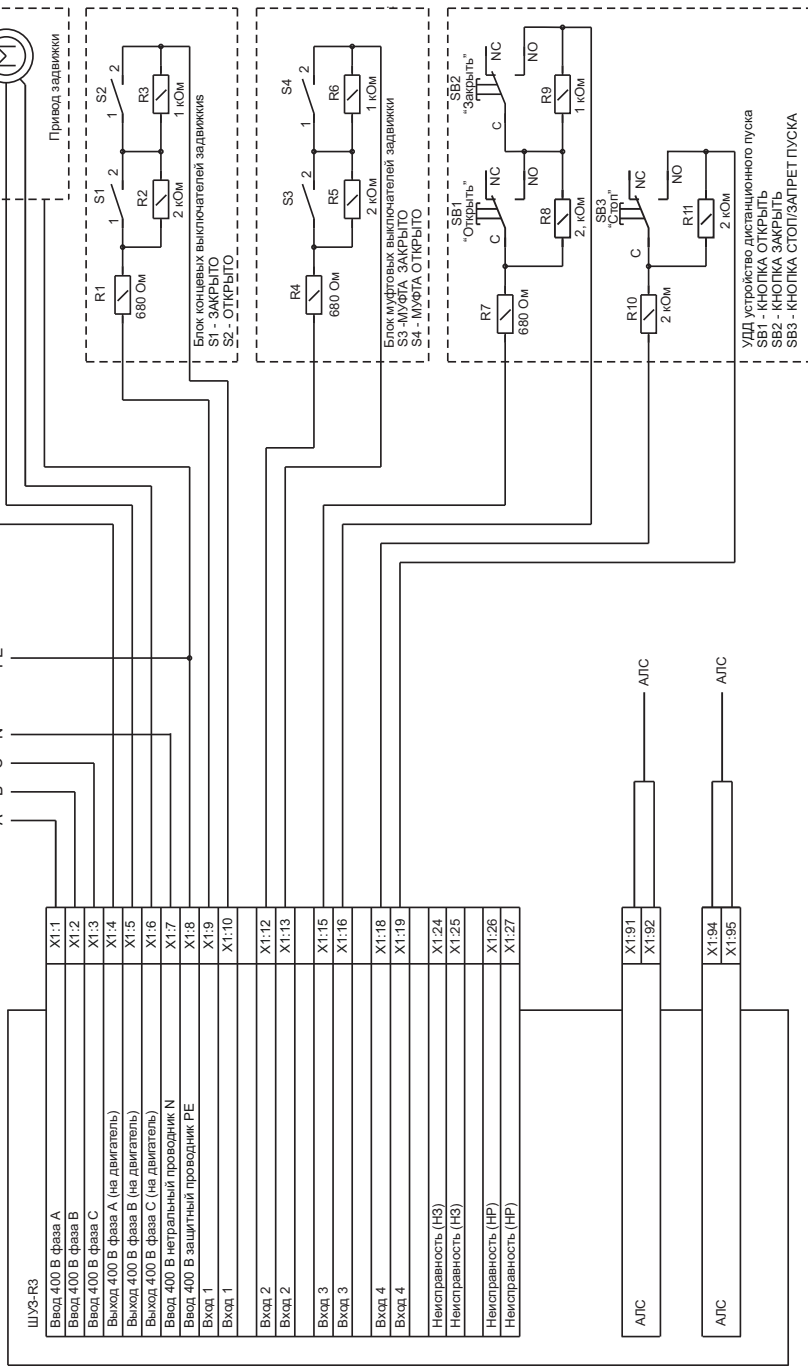 ШУЗ-R3
Ввод 400 В фаза А X1:1
Ввод 400 В фаза В X1:2
Ввод 400 В фаза С X1:3
Выход 400 В фаза А (на двигатель) X1:4
Выход 400 В фаза В (на двигатель) X1:5
Выход 400 В фаза С (на двигатель) X1:6
Ввод 400 В нетральный проводник N X1:7
Ввод 400 В защитный проводник PE X1:8
Вход 1 X1:9
Вход 1 X1:10
Вход 2 X1:12
Вход 2 X1:13
Вход 3 X1:15
Вход 3 X1:16
Вход 4 X1:18
Вход 4 X1:19
Неисправность (НЗ) X1:24
Неисправность (НЗ) X1:25
Неисправность (НР) X1:26
Неисправность (НР) X1:27
АЛС X1:91
X1:92
АЛС
АЛС X1:94
X1:95
АЛС
Привод задвижки
R1
680 Ом
S1
1 2
R2
2 кОм
S2
1 2
R3
1 кОм
Блок концевых выключателей задвижкиs
S1 - ЗАКРЫТО
S2 - ОТКРЫТО
R4
680 Ом
S3
1 2
R5
2 кОм
S4
1 2
R6
1 кОм
Блок муфтовых выключателей задвижки
S3 -МУФТА ЗАКРЫТО
S4 - МУФТА ОТКРЫТО
R7
680 Ом
SB1
"Открыть"
C
NC
NO
R8
2, кОм
SB2
"Закрыть"
C
NC
NO
R9
1 кОм
R10
2 кОм
SB3
"Стоп"
C
NC
NO
R11
2 кОм
УДД устройство дистанционного пуска
SB1 - КНОПКА ОТКРЫТЬ
SB2 - КНОПКА ЗАКРЫТЬ
SB3 - КНОПКА СТОП/ЗАПРЕТ ПУСКА